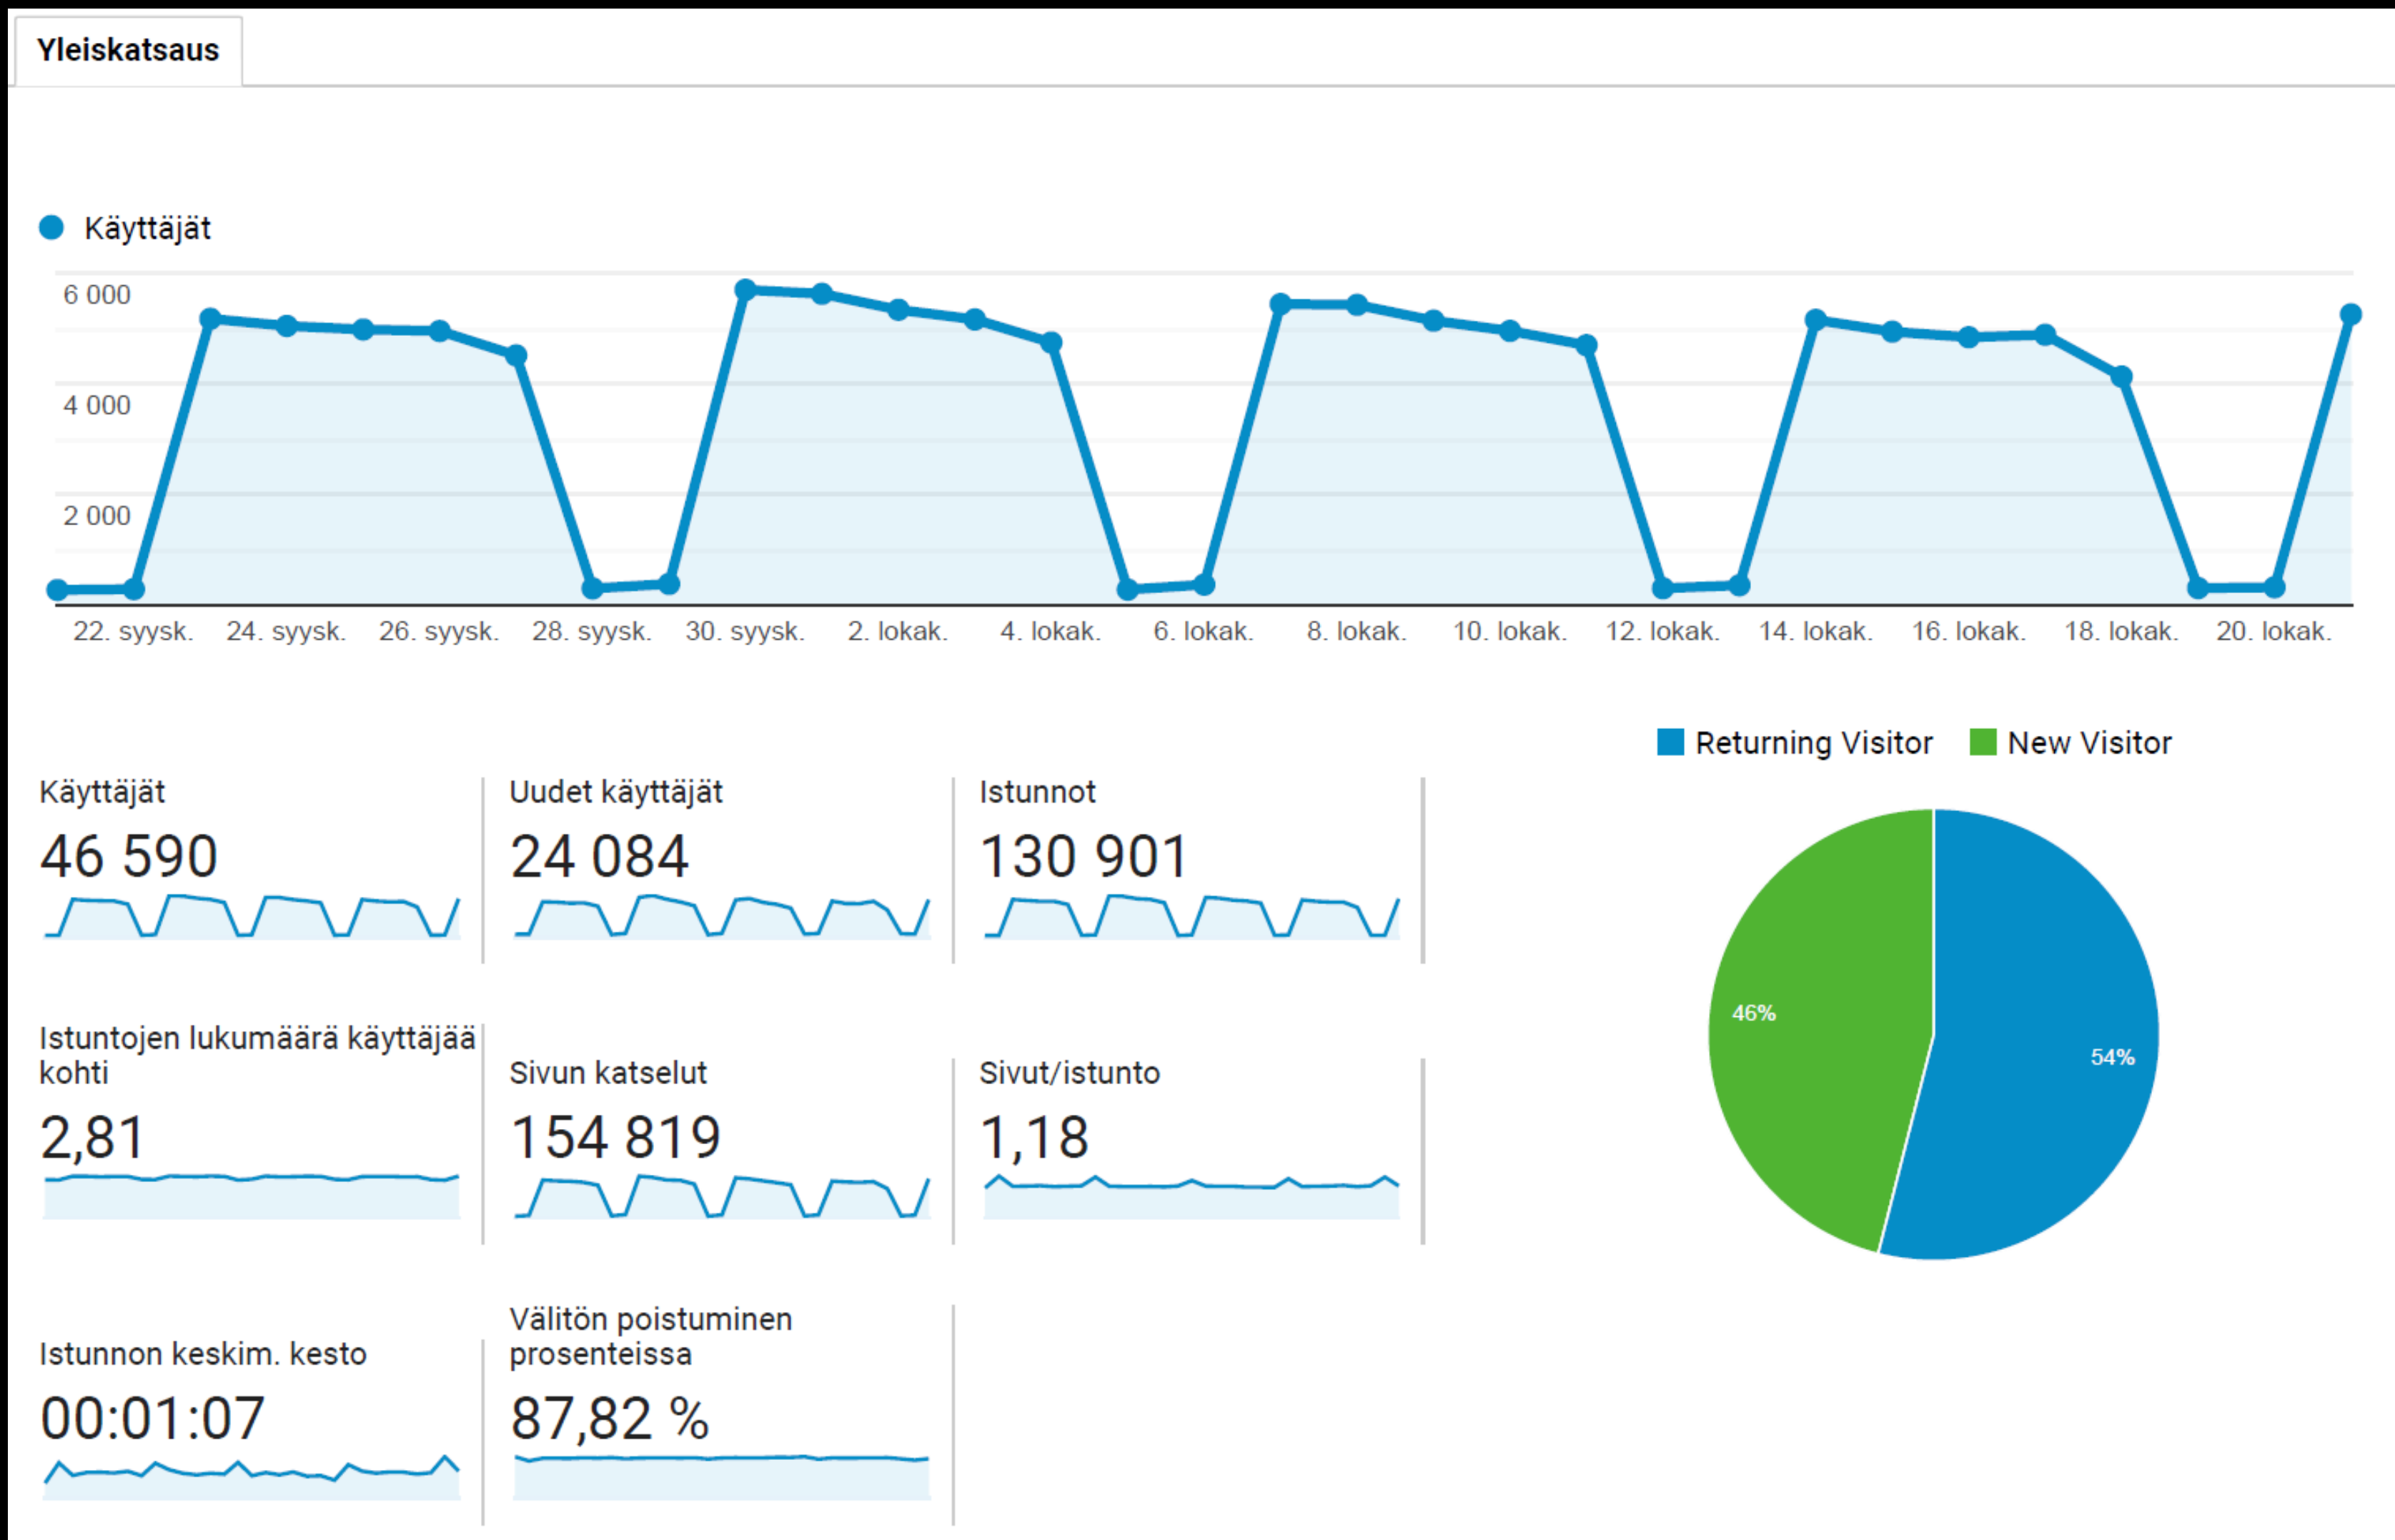 Yleiskatsaus
Käyttäjät
6 000
4 000
2 000
22. syysk. 24. syysk. 26. syysk. 28. syysk. 30. syysk. 2. lokak. 4. lokak. 6. lokak. 8. lokak. 10. lokak. 12. lokak. 14. lokak. 16. lokak. 18. lokak. 20. lokak.
Returning Visitor New Visitor
Käyttäjät
46 590
Uudet käyttäjät
24 084
Istunnot
130 901
46%
54%
Istuntojen lukumäärä käyttäjää
kohti
2,81
Sivun katselut
154 819
Sivut/istunto
1,18
Istunnon keskim. kesto
00:01:07
Välitön poistuminen
prosenteissa
87,82 %